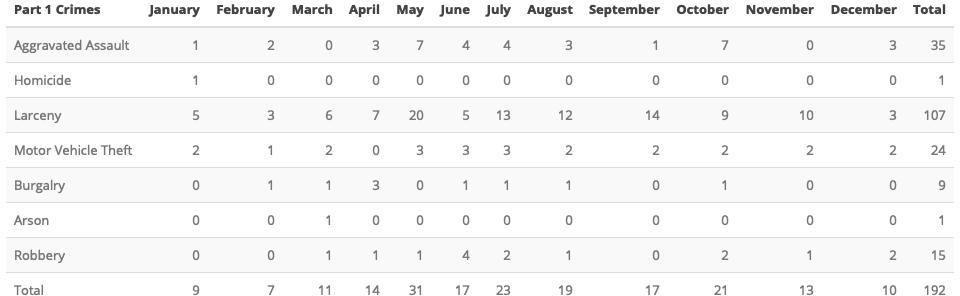 Part 1 Crimes January February March April May June July August September October November December Total
Aggravated Assault 1 2 0 3 7 4 4 3 1 7 0 3 35
Homicide 1 0 0 0 0 0 0 0 0 0 0 0 1
Larceny 5 3 6 7 20 5 13 12 14 9 10 3 107
Motor Vehicle Theft 2 1 2 0 3 3 3 2 2 2 2 2 24
Burgalry 0 1 1 3 0 1 1 1 0 1 0 0 9
Arson 0 0 1 0 0 0 0 0 0 0 0 0 1
Robbery 0 0 1 1 1 4 2 1 0 2 1 2 15
Total 9 7 11 14 31 17 23 19 17 21 13 10 192